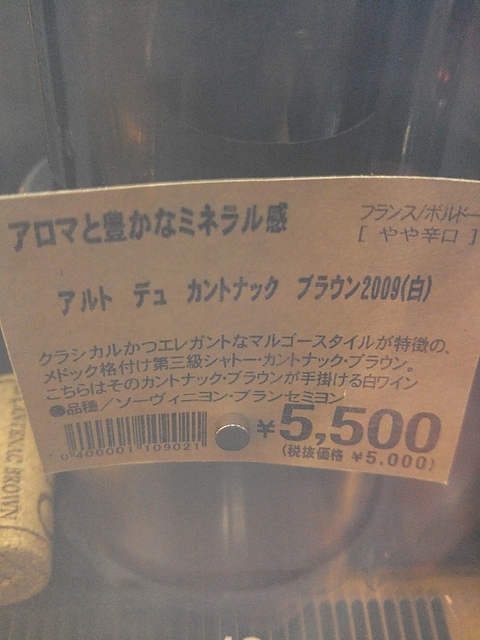 アロマと豊かなミネラル感
フランス/ボルドー
[ やや辛口 ]
アルト デュ カントナック ブラウン2009(白)
クラシカルかつエレガントなマルゴースタイルが特徴の、
メドック格付け第三級シャトー・カントナック・ブラウン。
こちらはそのカントナック・ブラウンが手掛ける白ワイン
●品種/ソーヴィニヨン・ブランセミヨン
¥5,500
(税抜価格 ¥5.000)
0400001109021
CANTENAC BROWN